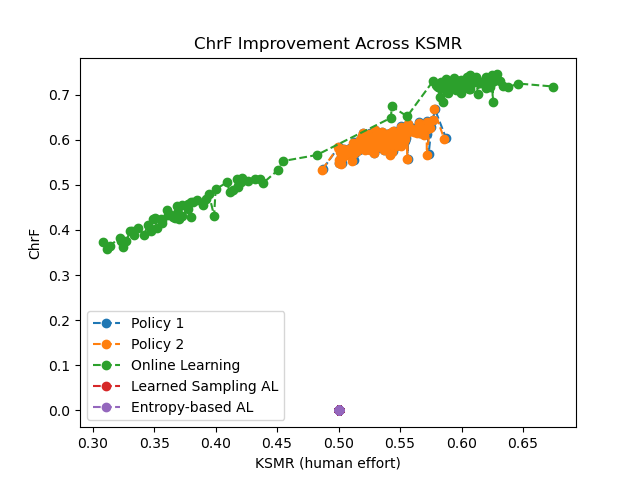 ChrF Improvement Across KSMR
ChrF
0.7
0.6
0.5
0.4
0.3
0.2
0.1
0.0
Policy 1
Policy 2
Online Learning
Learned Sampling AL
Entropy-based AL
0.30 0.35 0.40 0.45 0.50 0.55 0.60 0.65
KSMR (human effort)